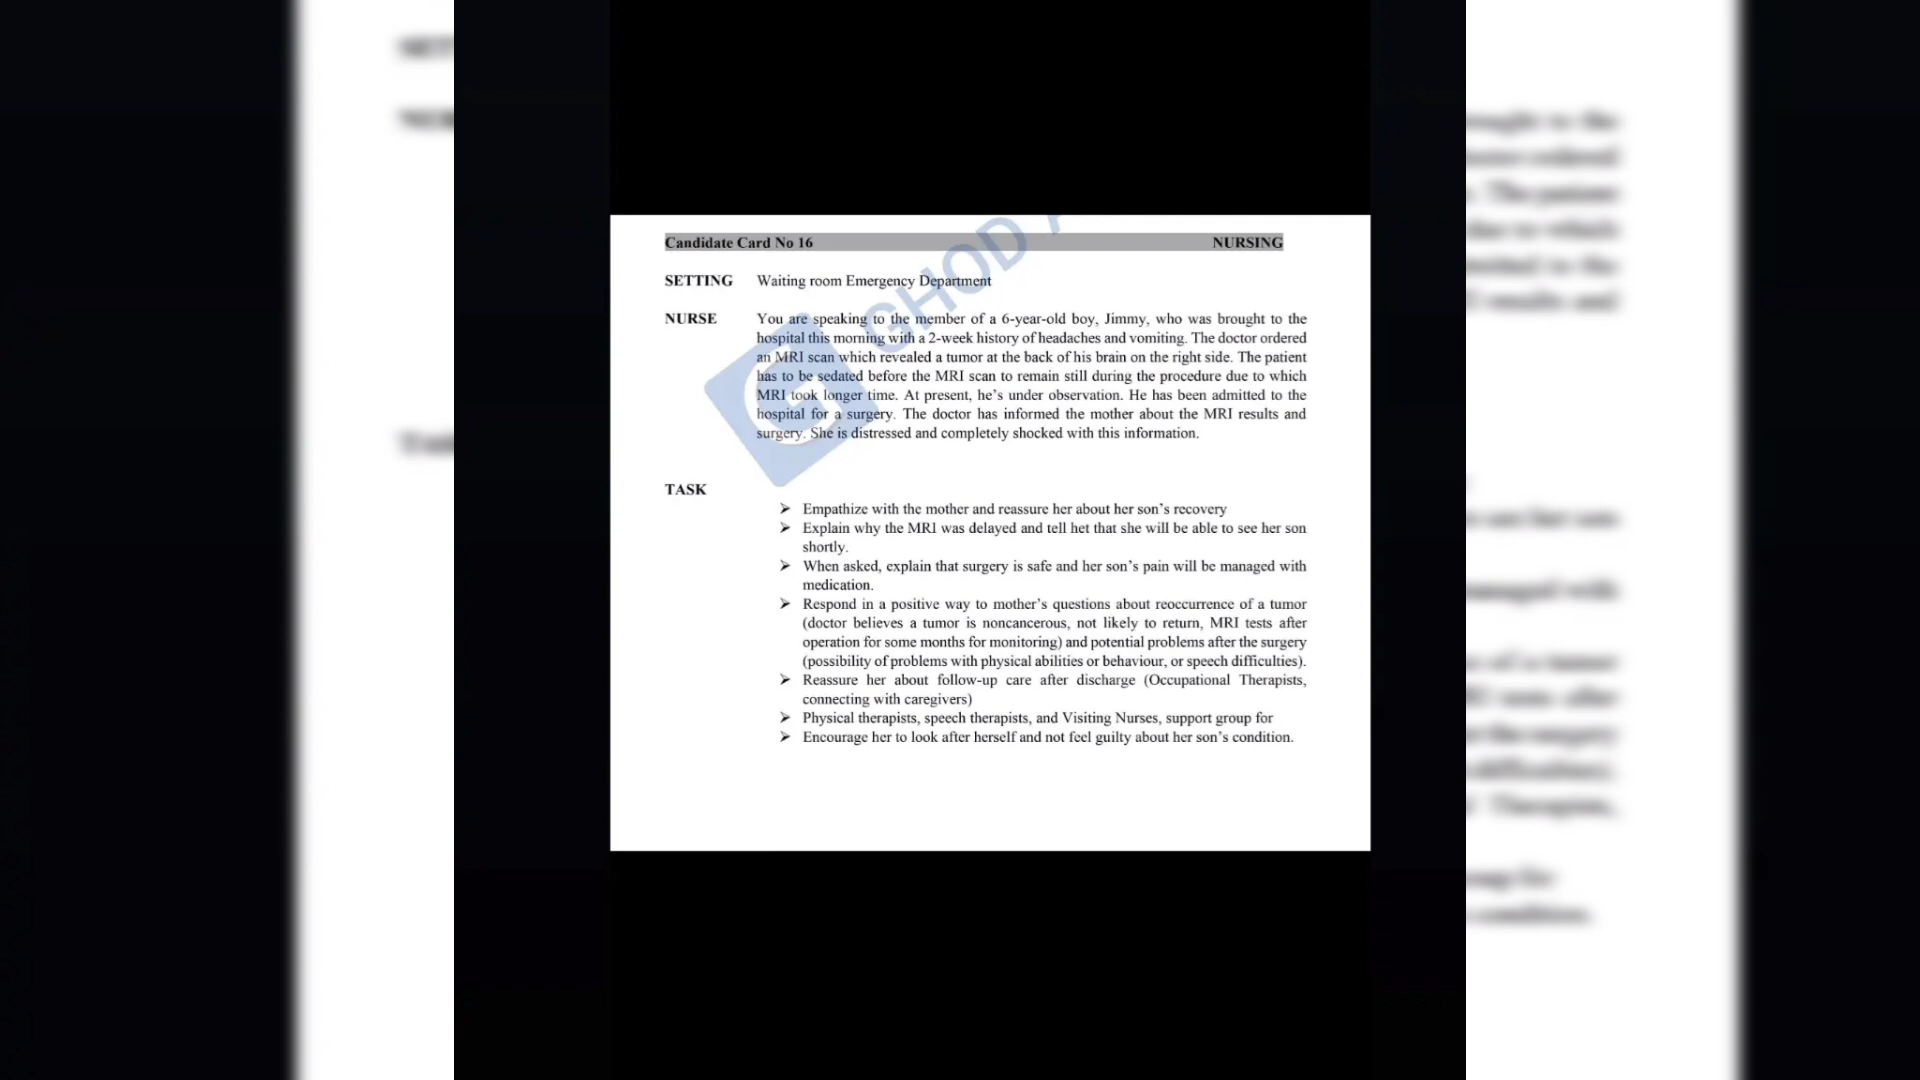 Candidate Card No 16 NURSING
SETTING Waiting room Emergency Department
NURSE You are speaking to the member of a 6-year-old boy, Jimmy, who was brought to the
hospital this morning with a 2-week history of headaches and vomiting. The doctor ordered
an MRI scan which revealed a tumor at the back of his brain on the right side. The patient
has to be sedated before the MRI scan to remain still during the procedure due to which
MRI took longer time. At present, he's under observation. He has been admitted to the
hospital for a surgery. The doctor has informed the mother about the MRI results and
surgery. She is distressed and completely shocked with this information.
TASK
➢ Empathize with the mother and reassure her about her son's recovery
➢ Explain why the MRI was delayed and tell het that she will be able to see her son
shortly.
➢ When asked, explain that surgery is safe and her son's pain will be managed with
medication.
➢ Respond in a positive way to mother's questions about reoccurrence of a tumor
(doctor believes a tumor is noncancerous, not likely to return, MRI tests after
operation for some months for monitoring) and potential problems after the surgery
(possibility of problems with physical abilities or behaviour, or speech difficulties).
➢ Reassure her about follow-up care after discharge (Occupational Therapists,
connecting with caregivers)
➢ Physical therapists, speech therapists, and Visiting Nurses, support group for
➢ Encourage her to look after herself and not feel guilty about her son's condition.
GHOD